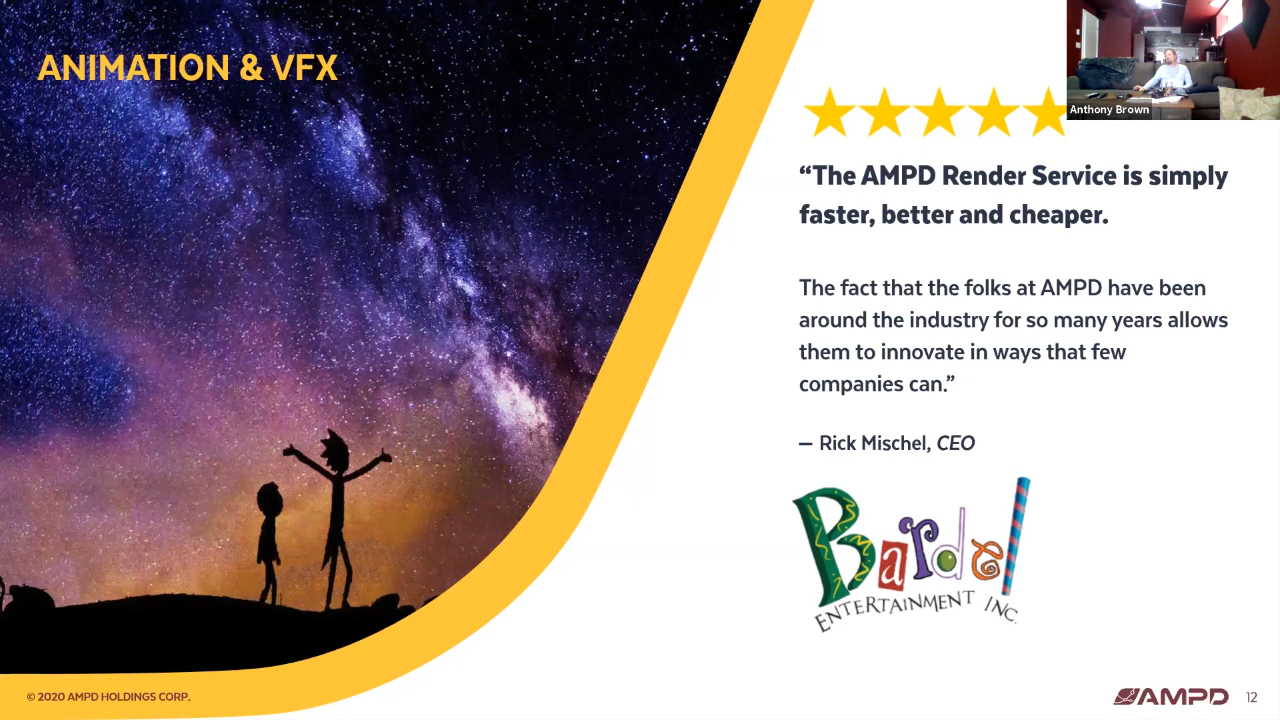 ANIMATION & VFX
Anthony Brown
“The AMPD Render Service is simply
faster, better and cheaper.
The fact that the folks at AMPD have been
around the industry for so many years allows
them to innovate in ways that few
companies can.”
– Rick Mischel, CEO
Bardel
ENTERTAINMENT INC.
© 2020 AMPD HOLDINGS CORP.
AMPD
12